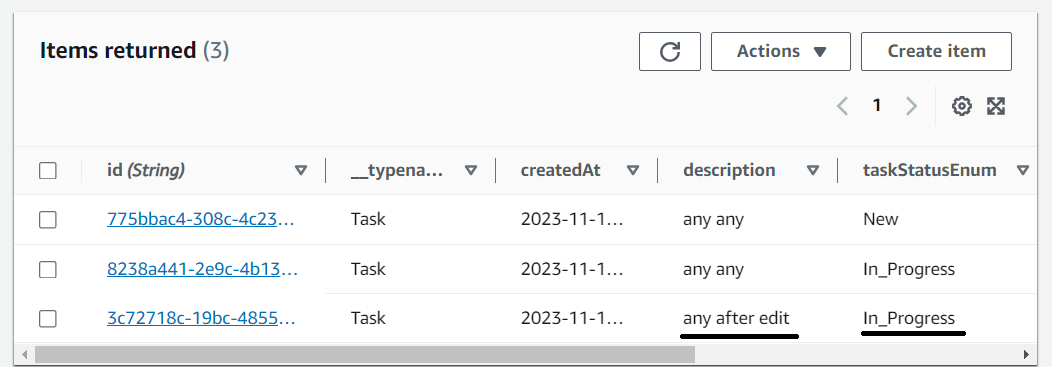 Items returned (3)
Actions
Create item
1
id (String) __typena... createdAt description taskStatusEnum
775bbac4-308c-4c23... Task 2023-11-1... any any New
8238a441-2e9c-4b13... Task 2023-11-1... any any In_Progress
3c72718c-19bc-4855... Task 2023-11-1... any after edit In_Progress